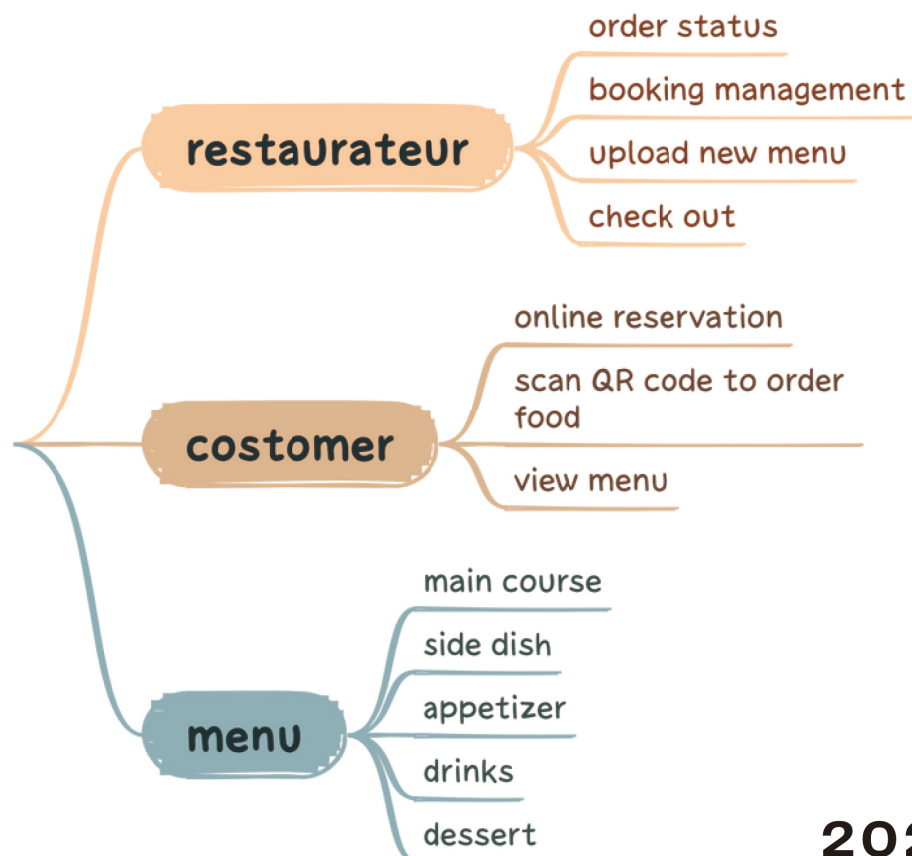 restaurateur
order status
booking management
upload new menu
check out
costomer
online reservation
scan QR code to order
food
view menu
menu
main course
side dish
appetizer
drinks
dessert
202